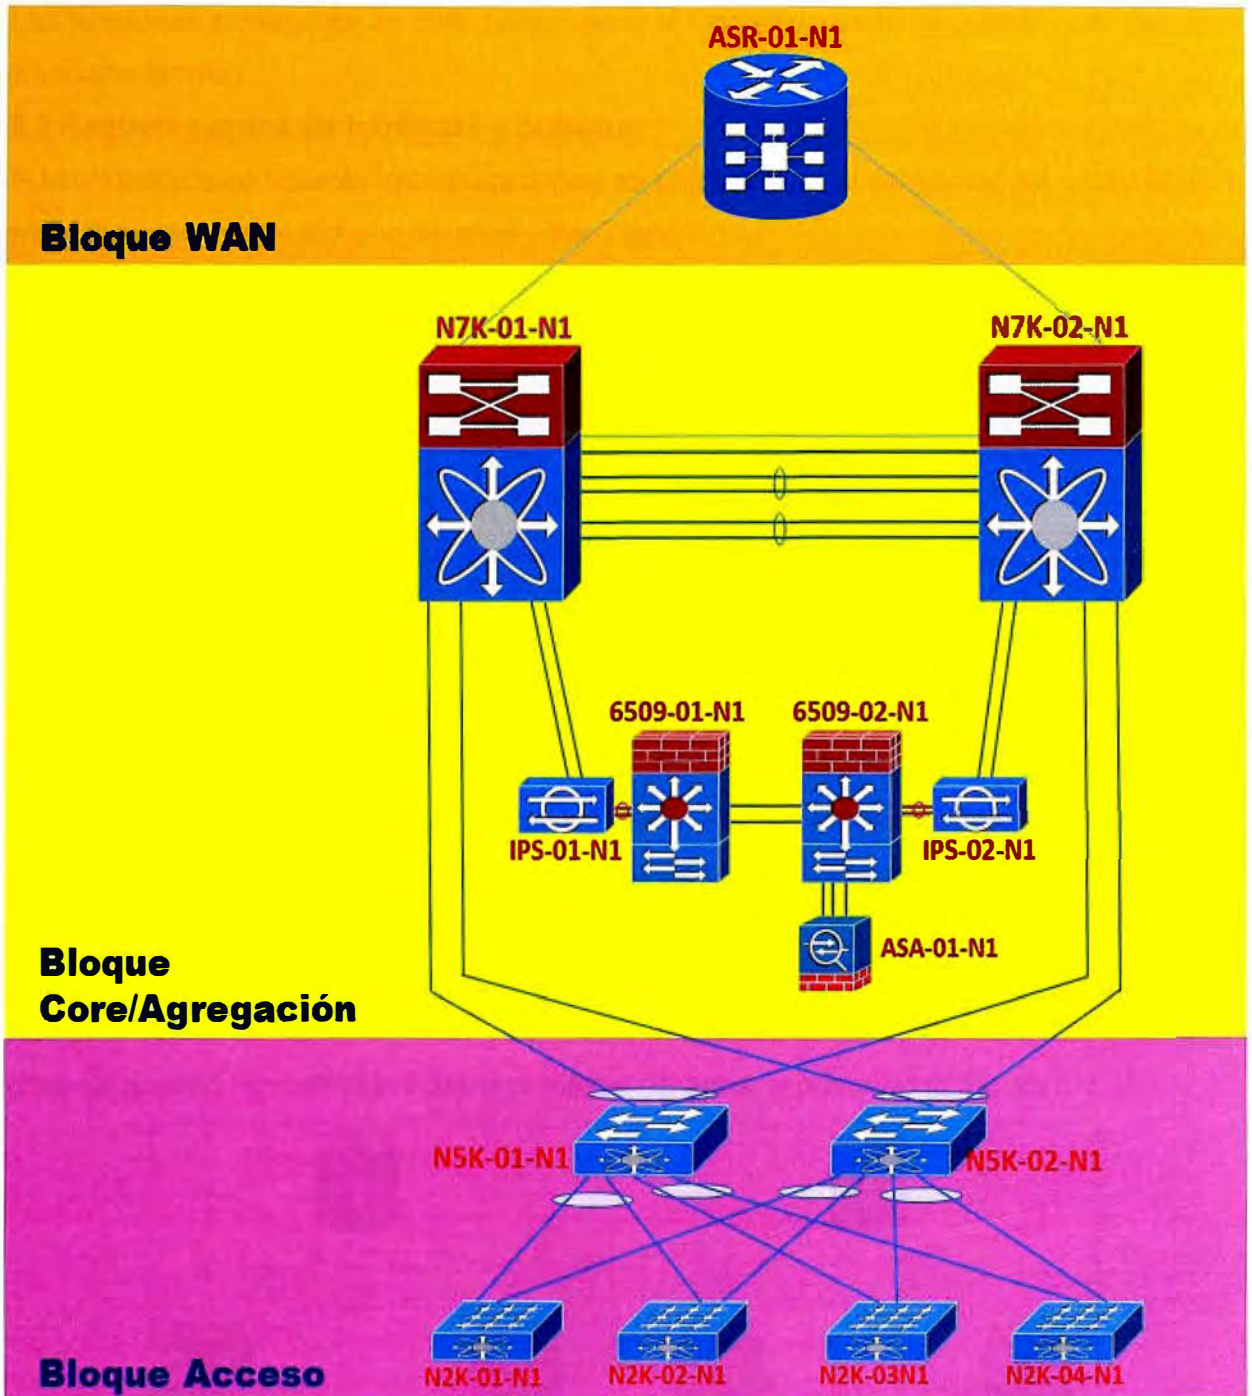 ASR-01-N1
Bloque WAN
N7K-01-N1
N7K-02-N1
6509-01-N1
6509-02-N1
IPS-01-N1
IPS-02-N1
ASA-01-N1
Bloque
Core/Agregación
N5K-01-N1
N5K-02-N1
N2K-01-N1
N2K-02-N1
N2K-03N1
N2K-04-N1
Bloque Acceso